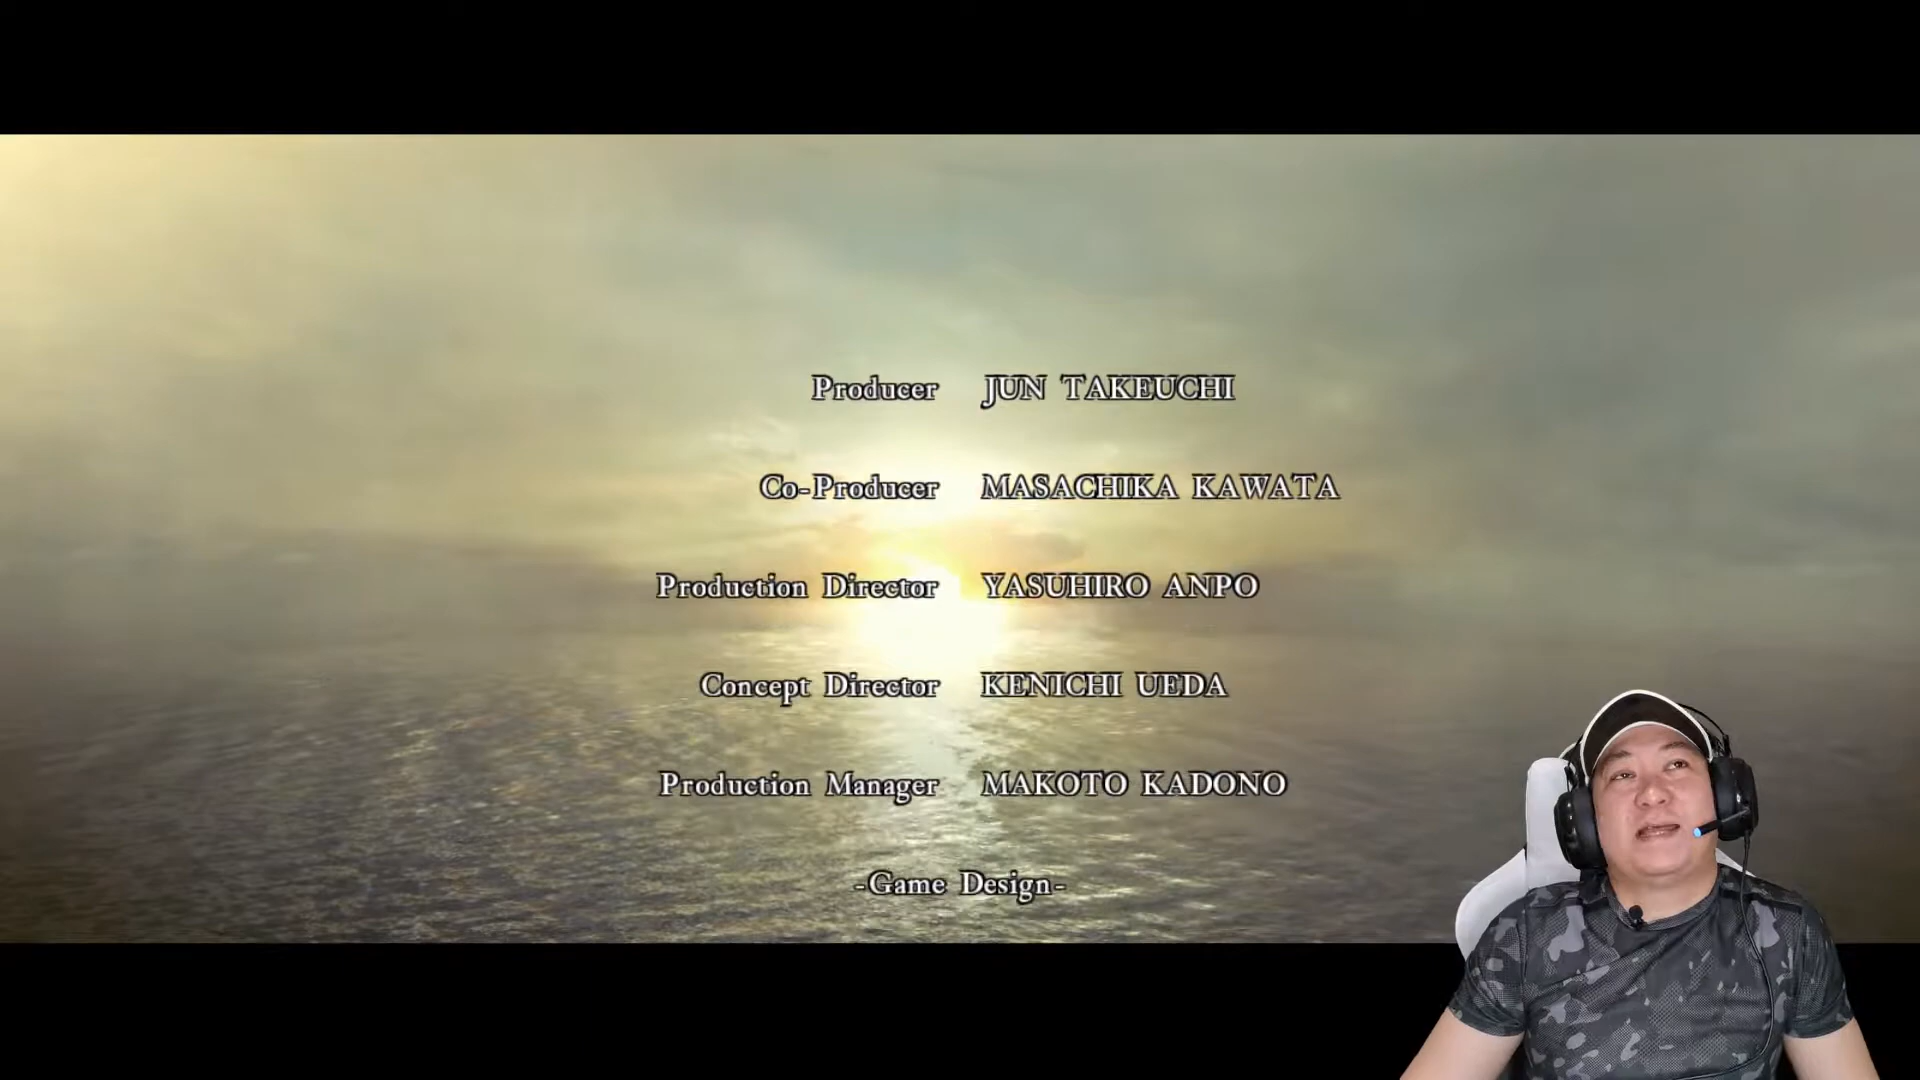 Producer JUN TAKEUCHI
Co-Producer MASACHIKA KAWATA
Production Director YASUHIRO ANPO
Concept Director KENICHI UEDA
Production Manager MAKOTO KADONO
-Game Design-